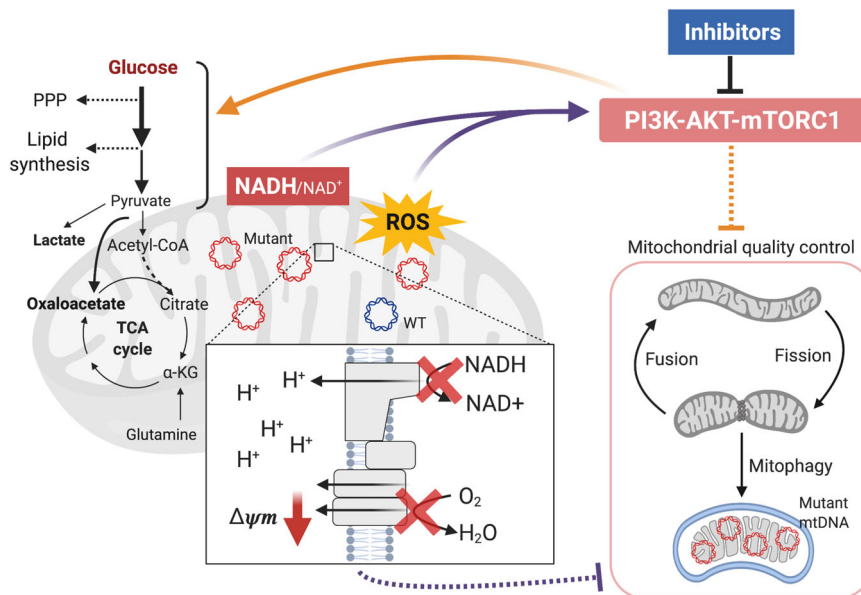 Inhibitors
PI3K-AKT-mTORC1
Glucose
PPP
Lipid
synthesis
Pyruvate
Lactate
Acetyl-CoA
Oxaloacetate
Citrate
TCA
cycle
α-KG
Glutamine
NADH/NAD⁺
ROS
Mutant
WT
NADH
NAD+
H⁺
H⁺
H⁺
H⁺
H⁺
H⁺
Δψm
O₂
H₂O
Mitochondrial quality control
Fusion
Fission
Mitophagy
Mutant
mtDNA